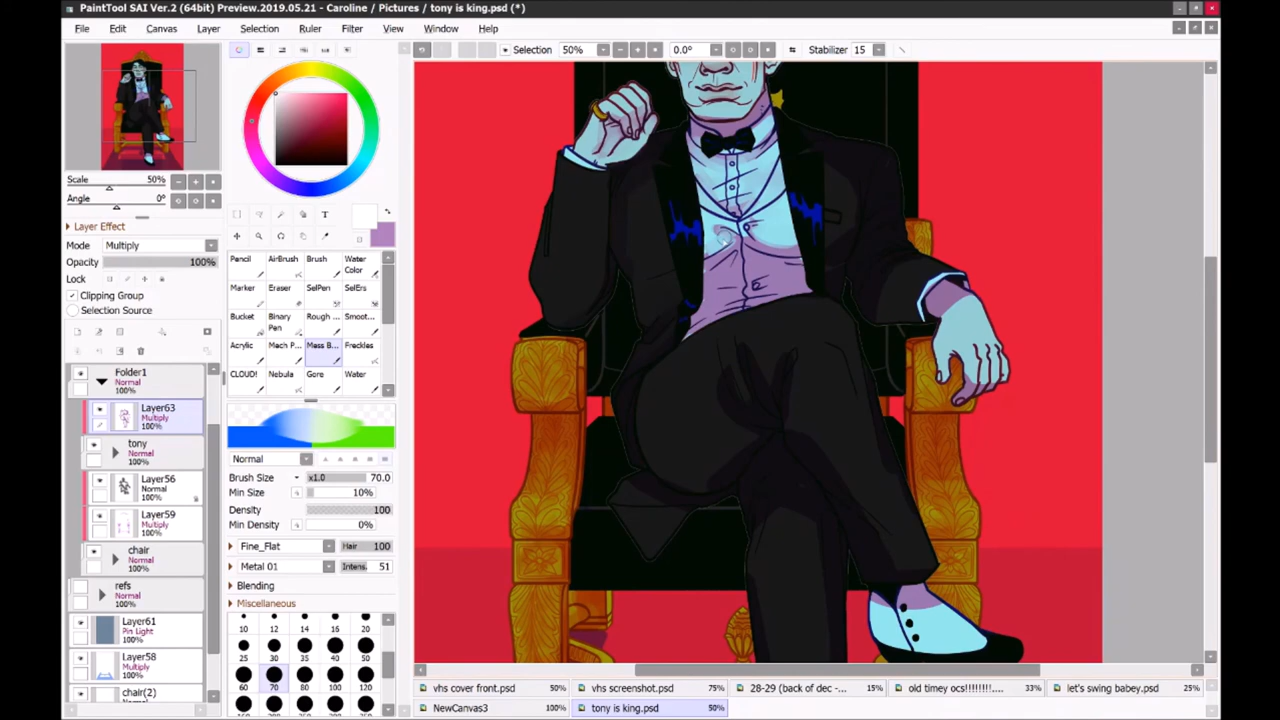 PaintTool SAI Ver.2 (64bit) Preview.2019.05.21 - Caroline / Pictures / tony is king.psd (*)
File Edit Canvas Layer Selection Ruler Filter View Window Help
Selection 50% 0.0° Stabilizer 15
Scale 50%
Angle 0°
Layer Effect
Mode Multiply
Opacity 100%
Lock
Clipping Group
Selection Source
Folder1
Normal
100%
Layer63
Multiply
100%
tony
Normal
100%
Layer56
Normal
100%
Layer59
Multiply
100%
chair
Normal
100%
refs
Normal
100%
Layer61
Pin Light
100%
Layer58
Multiply
100%
chair(2)
Normal
T
Pencil AirBrush Brush Water Color
Marker Eraser SelPen SelErs
Bucket Binary Pen Rough ... Smoot...
Acrylic Mech P... Mess B... Freckles
CLOUD! Nebula Gore Water
Normal
Brush Size x1.0 70.0
Min Size 10%
Density 100
Min Density 0%
Fine_Flat Hair 100
Metal 01 Intens. 51
Blending
Miscellaneous
10 12 14 16 20
25 30 35 40 50
60 70 80 100 120
vhs cover front.psd 50% vhs screenshot.psd 75% 28-29 (back of dec -... 15% old timey ocs!!!!!!!!... 33% let's swing babey.psd 25%
NewCanvas3 100% tony is king.psd 50%